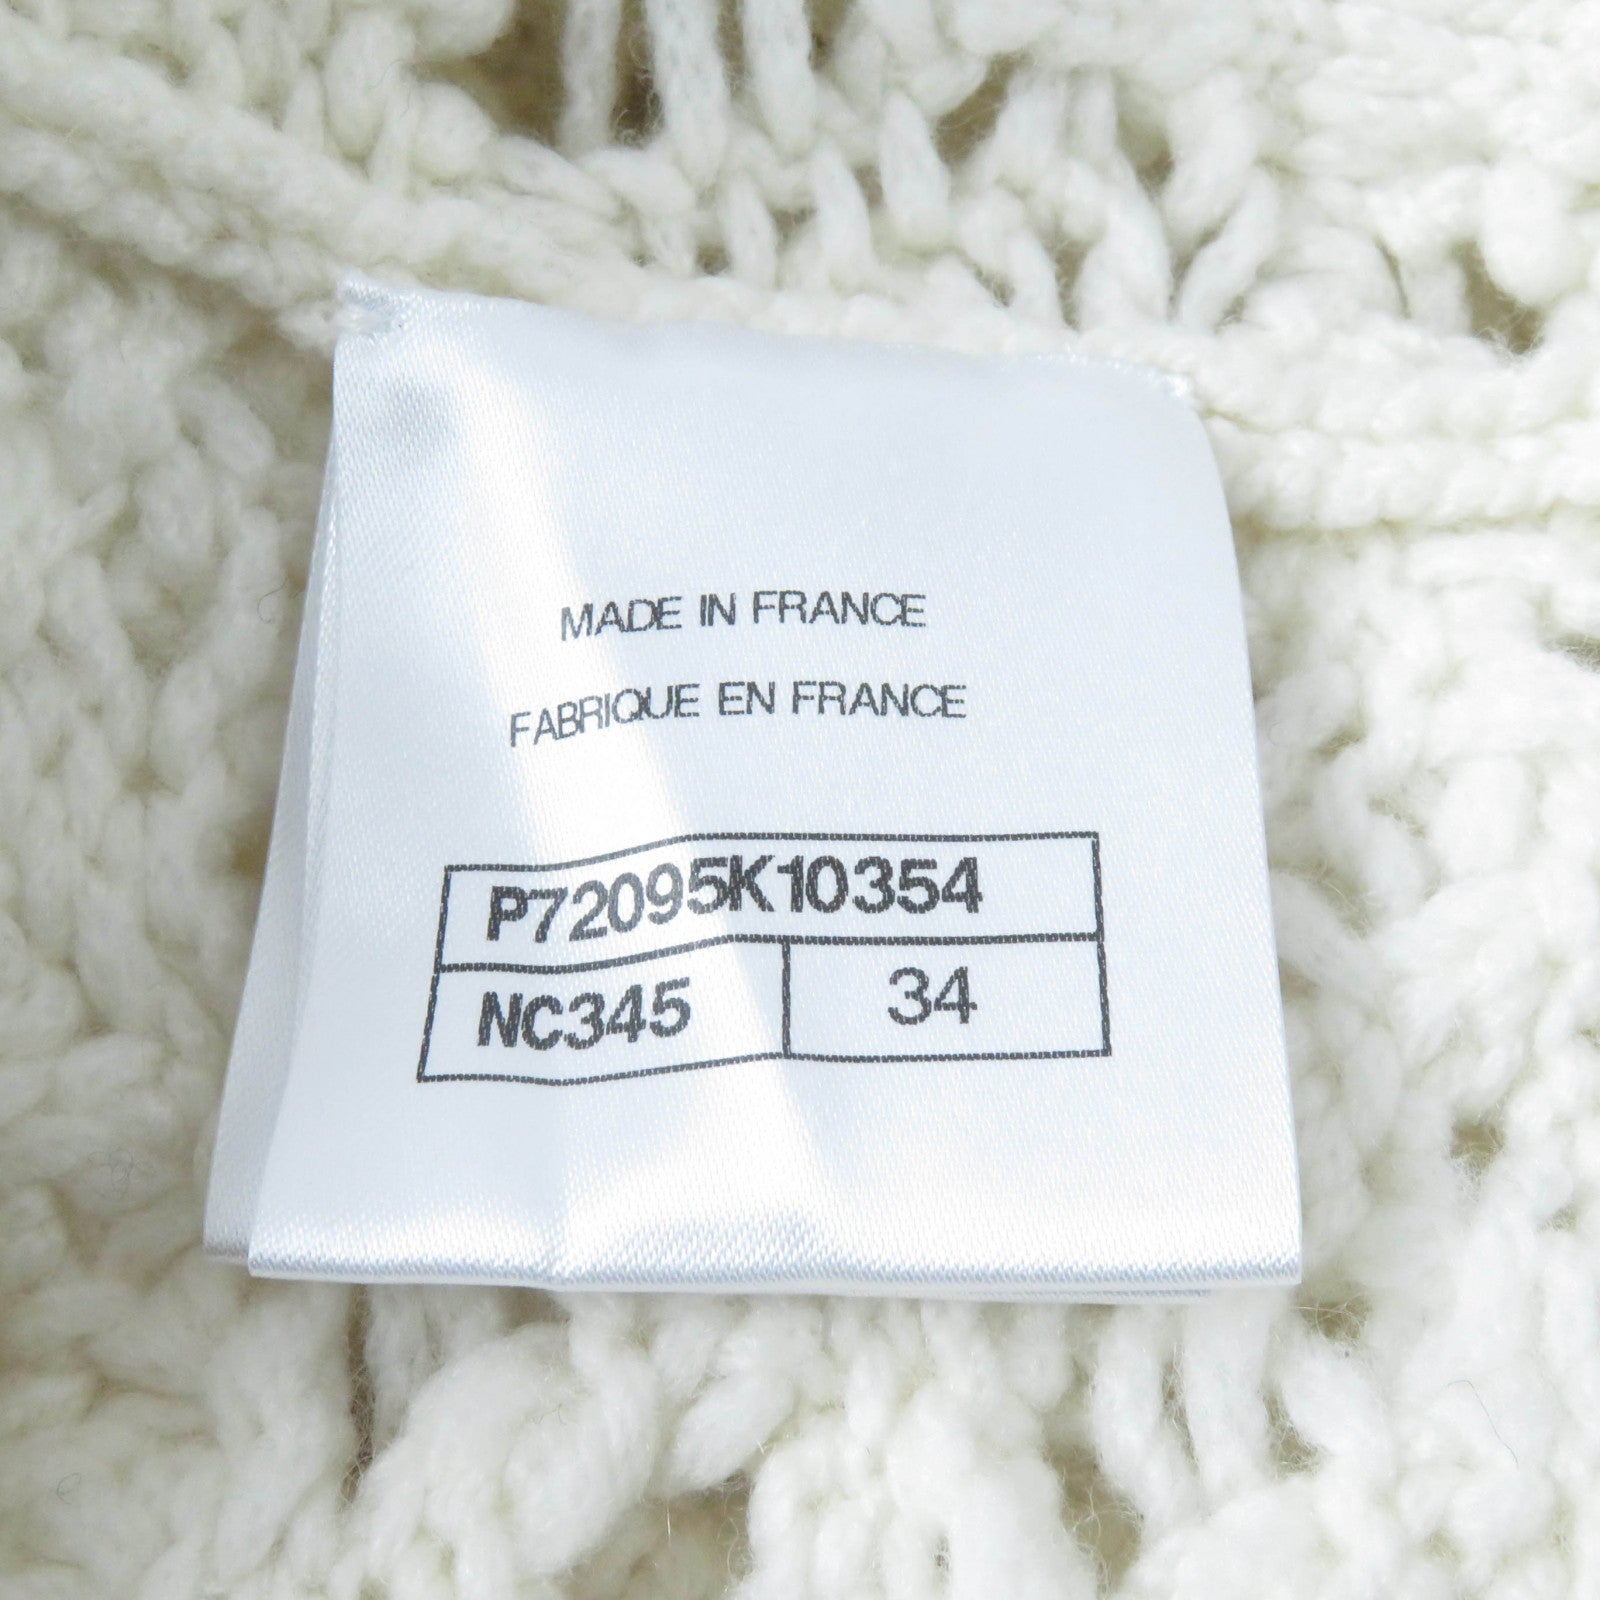 MADE IN FRANCE
FABRIQUE EN FRANCE
P72095K10354
NC345 34